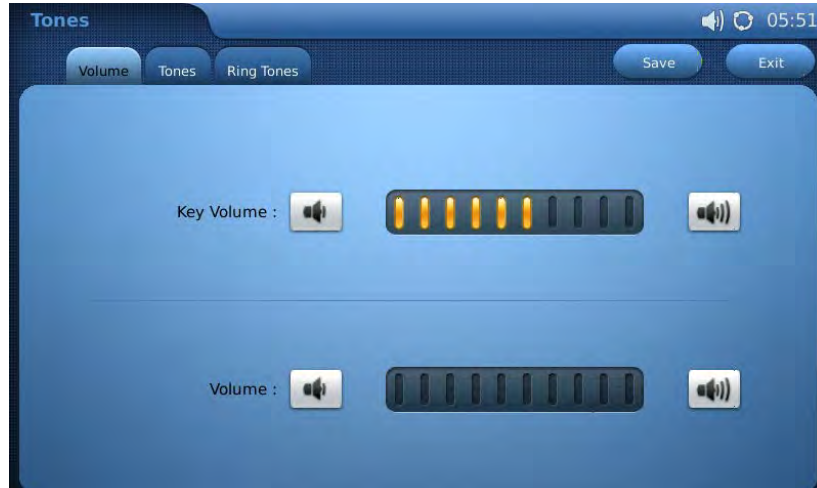 Tones
05:51
Volume
Tones
Ring Tones
Save
Exit
Key Volume :
Volume :